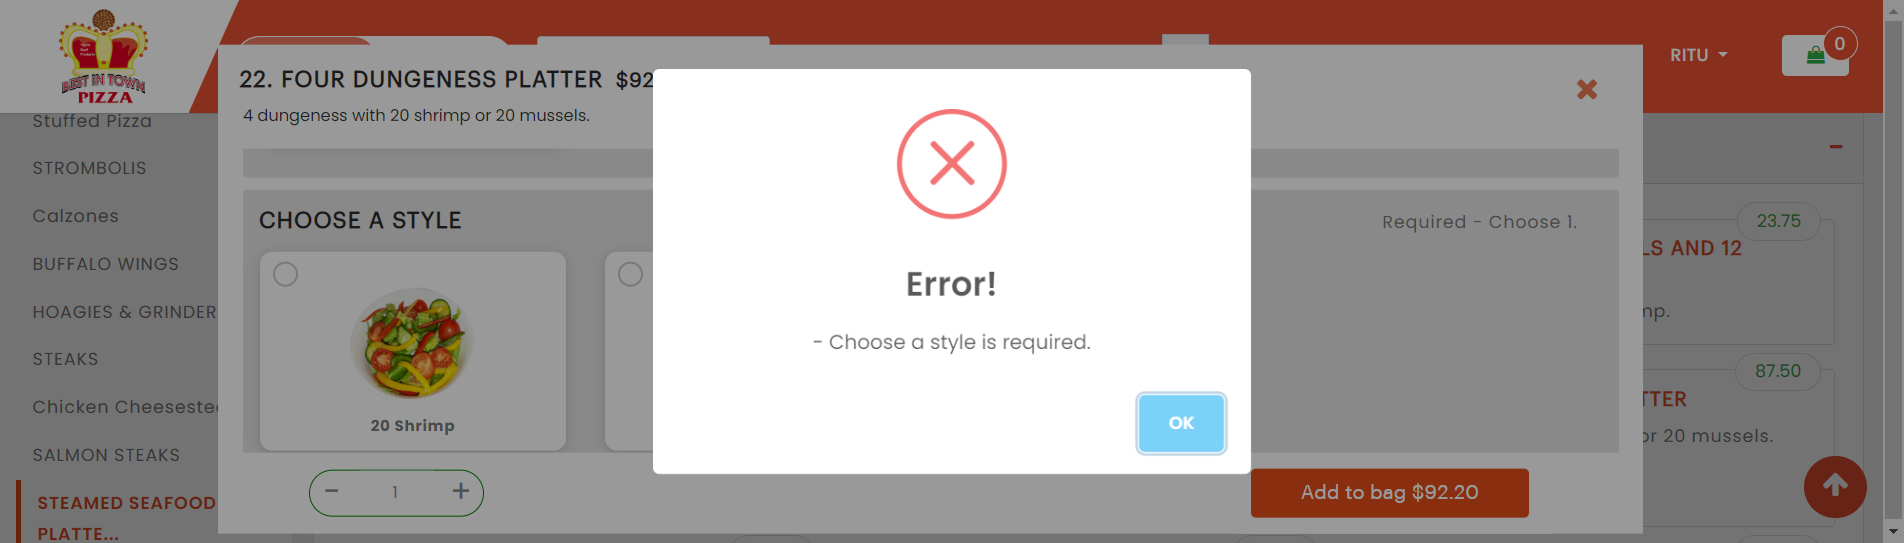 BEST IN TOWN
PIZZA
RITU
0
22. FOUR DUNGENESS PLATTER $92
4 dungeness with 20 shrimp or 20 mussels.
Stuffed Pizza
STROMBOLIS
Calzones
BUFFALO WINGS
HOAGIES & GRINDER
STEAKS
Chicken Cheeseste
SALMON STEAKS
STEAMED SEAFOOD
PLATTE...
CHOOSE A STYLE
Required - Choose 1.
20 Shrimp
Error!
- Choose a style is required.
OK
− 1 +
Add to bag $92.20
23.75
LS AND 12
mp.
87.50
TTER
or 20 mussels.